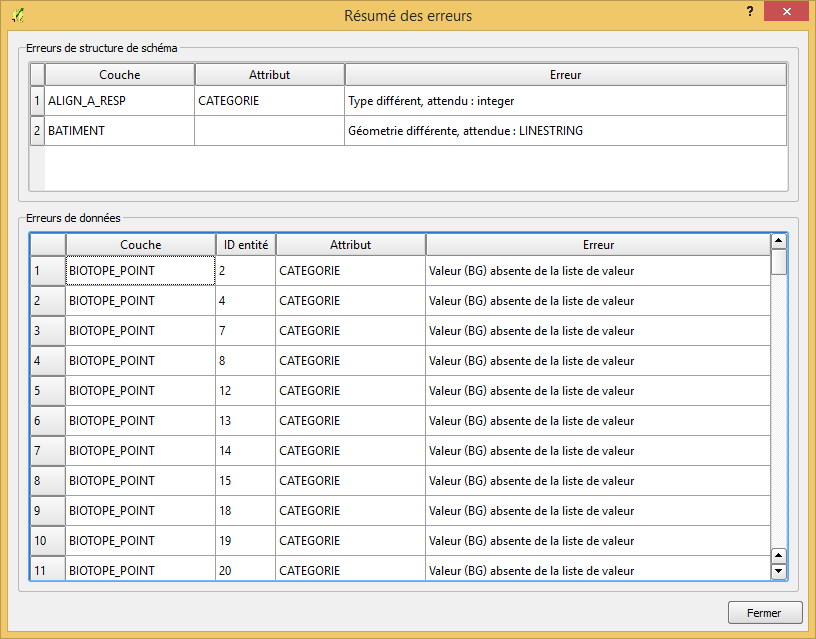 Résumé des erreurs
?
Erreurs de structure de schéma
Couche Attribut Erreur
1 ALIGN_A_RESP CATEGORIE Type différent, attendu : integer
2 BATIMENT Géometrie différente, attendue : LINESTRING
Erreurs de données
Couche ID entité Attribut Erreur
1 BIOTOPE_POINT 2 CATEGORIE Valeur (BG) absente de la liste de valeur
2 BIOTOPE_POINT 4 CATEGORIE Valeur (BG) absente de la liste de valeur
3 BIOTOPE_POINT 7 CATEGORIE Valeur (BG) absente de la liste de valeur
4 BIOTOPE_POINT 8 CATEGORIE Valeur (BG) absente de la liste de valeur
5 BIOTOPE_POINT 12 CATEGORIE Valeur (BG) absente de la liste de valeur
6 BIOTOPE_POINT 13 CATEGORIE Valeur (BG) absente de la liste de valeur
7 BIOTOPE_POINT 14 CATEGORIE Valeur (BG) absente de la liste de valeur
8 BIOTOPE_POINT 15 CATEGORIE Valeur (BG) absente de la liste de valeur
9 BIOTOPE_POINT 18 CATEGORIE Valeur (BG) absente de la liste de valeur
10 BIOTOPE_POINT 19 CATEGORIE Valeur (BG) absente de la liste de valeur
11 BIOTOPE_POINT 20 CATEGORIE Valeur (BG) absente de la liste de valeur
Fermer